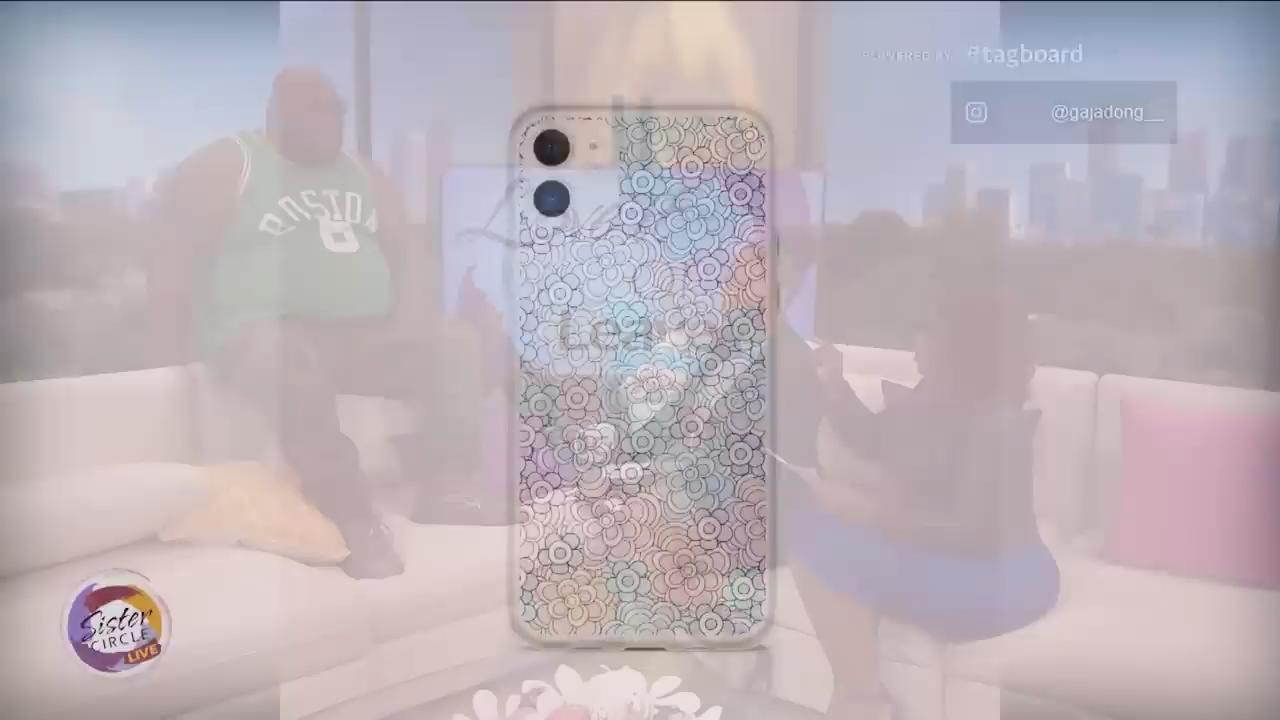 POWERED BY #tagboard
@gajadong__
BOSTON
8
Sister
CIRCLE
LIVE